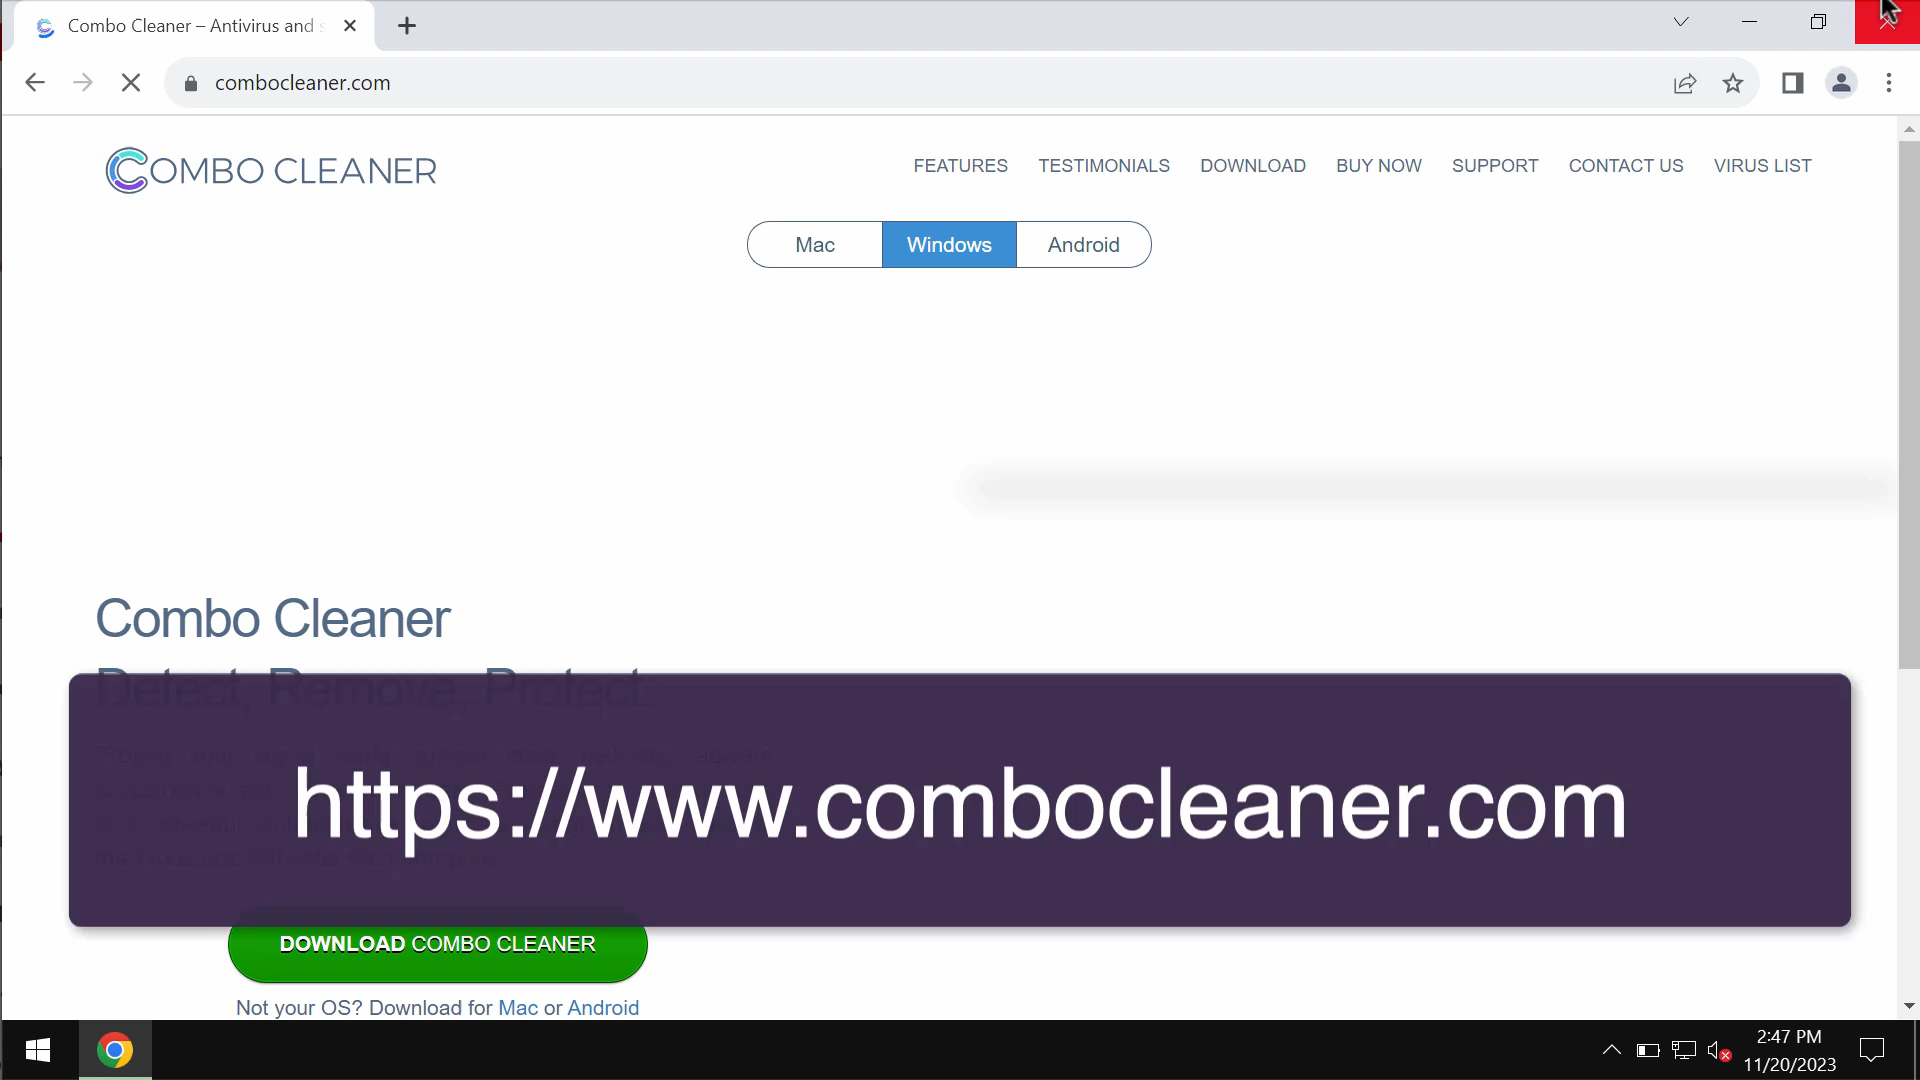 Combo Cleaner – Antivirus and s
combocleaner.com
COMBO CLEANER
FEATURES TESTIMONIALS DOWNLOAD BUY NOW SUPPORT CONTACT US VIRUS LIST
Mac Windows Android
Combo Cleaner
Detect, Remove, Protect.
https://www.combocleaner.com
DOWNLOAD COMBO CLEANER
Not your OS? Download for Mac or Android
2:47 PM
11/20/2023